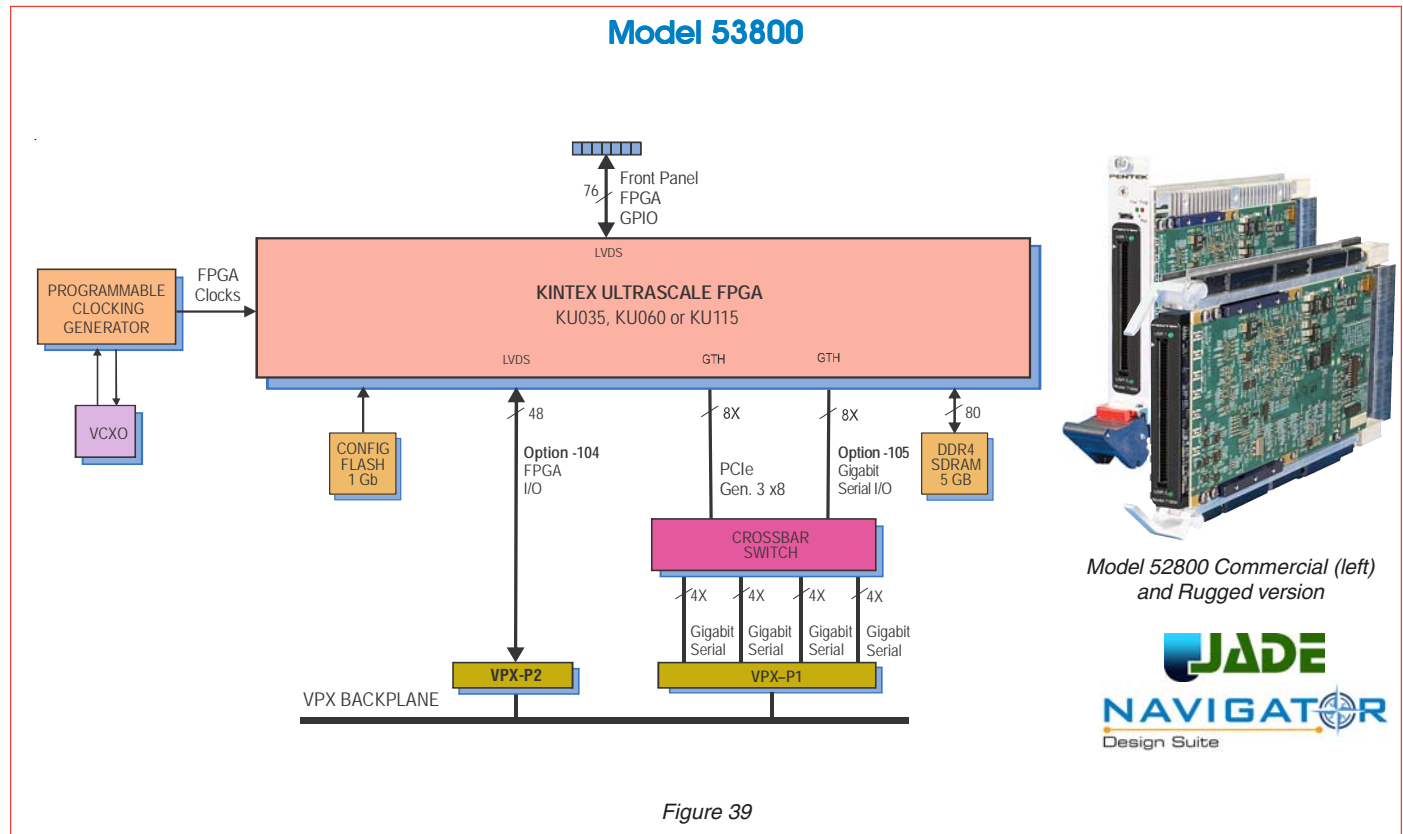 Model 53800
76
Front Panel
FPGA
GPIO
LVDS
FPGA
Clocks
PROGRAMMABLE
CLOCKING
GENERATOR
KINTEX ULTRASCALE FPGA
KU035, KU060 or KU115
LVDS
GTH
GTH
VCXO
CONFIG
FLASH
1 Gb
48
Option -104
FPGA
I/O
8X
PCIe
Gen. 3 x8
8X
Option -105
Gigabit
Serial I/O
80
DDR4
SDRAM
5 GB
CROSSBAR
SWITCH
4X
4X
4X
4X
Gigabit
Serial
Gigabit
Serial
Gigabit
Serial
Gigabit
Serial
VPX-P2
VPX–P1
VPX BACKPLANE
PENTEK
Model 52800 Commercial (left)
and Rugged version
JADE
NAVIGATOR
Design Suite
Figure 39